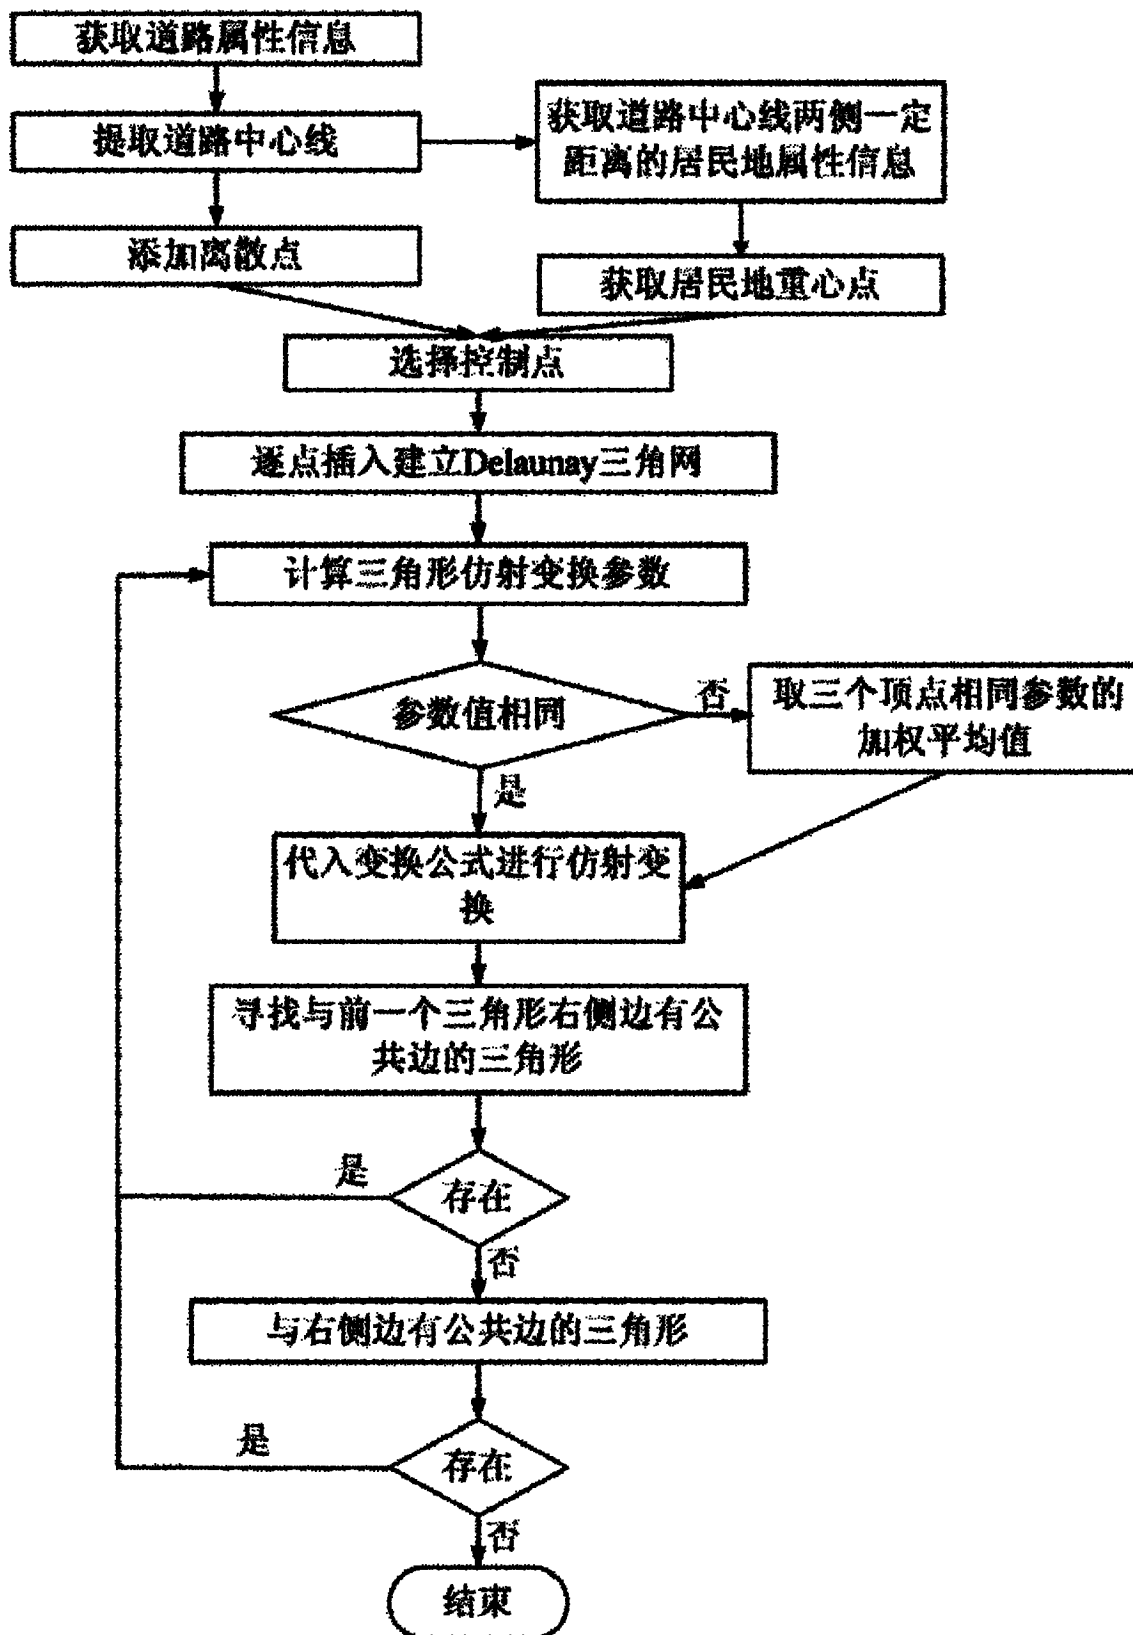 获取道路属性信息
提取道路中心线
获取道路中心线两侧一定
距离的居民地属性信息
添加离散点
获取居民地重心点
选择控制点
逐点插入建立Delaunay三角网
计算三角形仿射变换参数
参数值相同
否
取三个顶点相同参数的
加权平均值
是
代入变换公式进行仿射变
换
寻找与前一个三角形右侧边有公
共边的三角形
是
存在
否
与右侧边有公共边的三角形
是
存在
否
结束